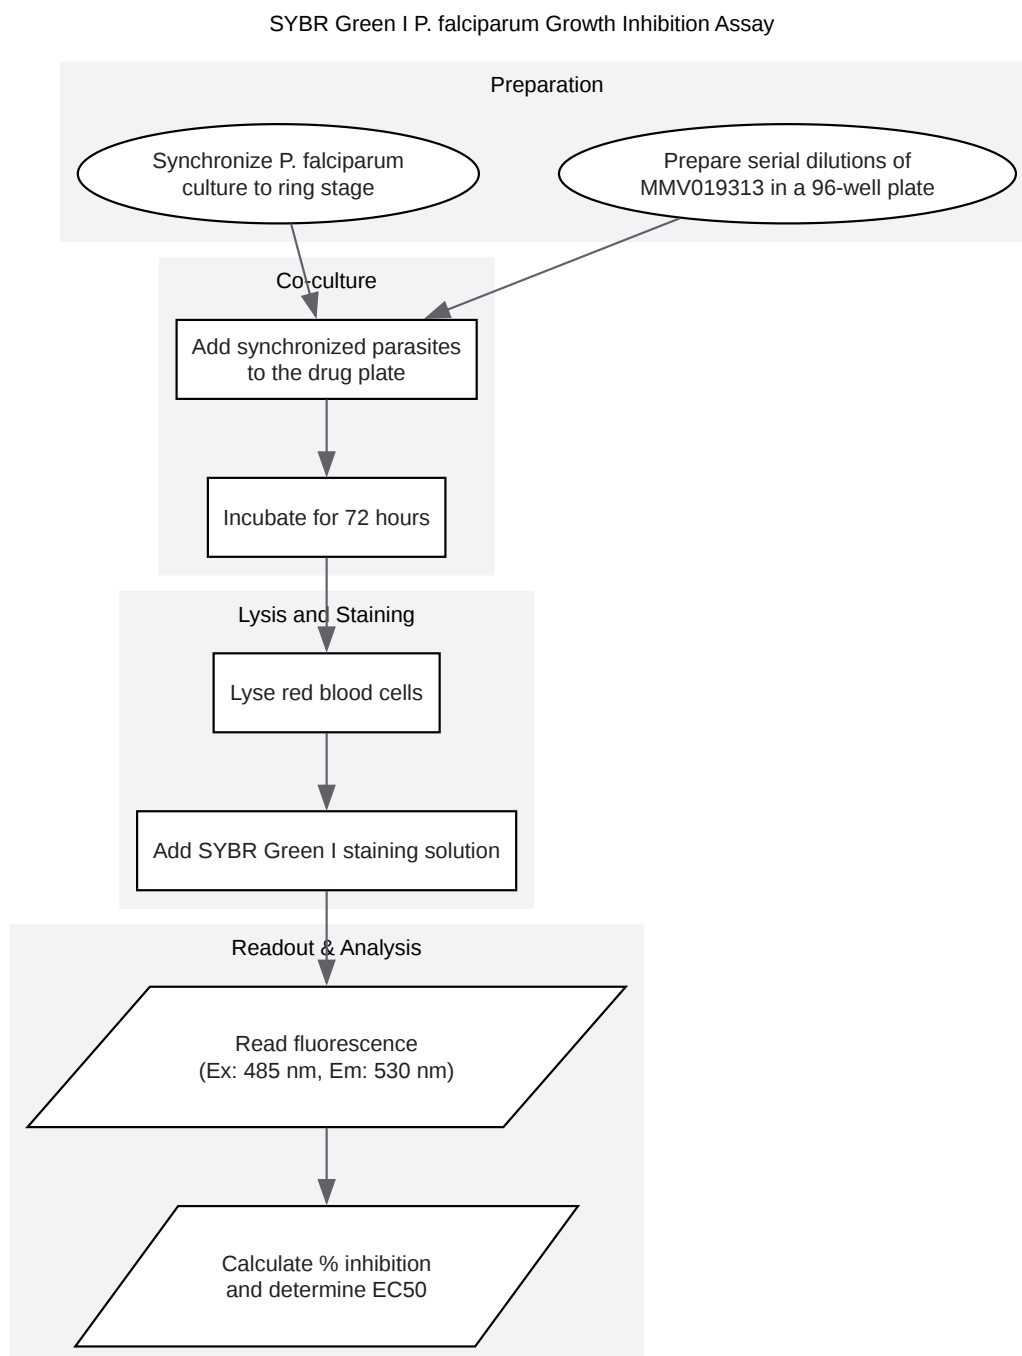 SYBR Green I P. falciparum Growth Inhibition Assay
Preparation
Synchronize P. falciparum
culture to ring stage
Prepare serial dilutions of
MMV019313 in a 96-well plate
Co-culture
Add synchronized parasites
to the drug plate
Incubate for 72 hours
Lysis and Staining
Lyse red blood cells
Add SYBR Green I staining solution
Readout & Analysis
Read fluorescence
(Ex: 485 nm, Em: 530 nm)
Calculate % inhibition
and determine EC50